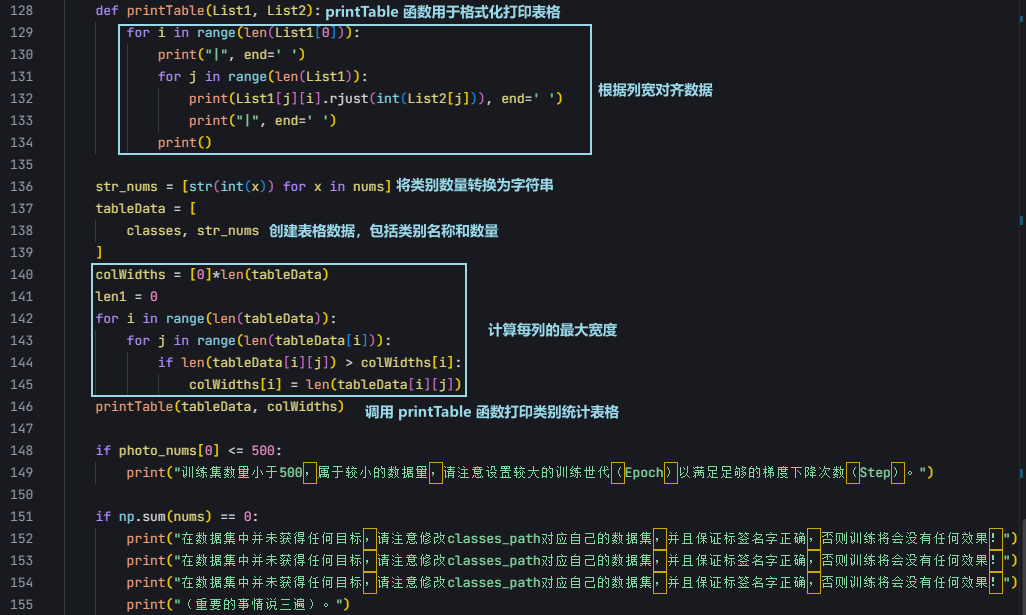 128 def printTable(List1, List2): printTable 函数用于格式化打印表格
129 for i in range(len(List1[0])):
130 print("|", end=' ')
131 for j in range(len(List1)):
132 print(List1[j][i].rjust(int(List2[j])), end=' ')
133 print("|", end=' ')
134 print()
根据列宽对齐数据
135
136 str_nums = [str(int(x)) for x in nums] 将类别数量转换为字符串
137 tableData = [
138 classes, str_nums 创建表格数据，包括类别名称和数量
139 ]
140 colWidths = [0]*len(tableData)
141 len1 = 0
142 for i in range(len(tableData)):
143 for j in range(len(tableData[i])):
144 if len(tableData[i][j]) > colWidths[i]:
145 colWidths[i] = len(tableData[i][j])
计算每列的最大宽度
146 printTable(tableData, colWidths) 调用 printTable 函数打印类别统计表格
147
148 if photo_nums[0] <= 500:
149 print("训练集数量小于500，属于较小的数据量，请注意设置较大的训练世代（Epoch）以满足足够的梯度下降次数（Step）。")
150
151 if np.sum(nums) == 0:
152 print("在数据集中并未获得任何目标，请注意修改classes_path对应自己的数据集，并且保证标签名字正确，否则训练将会没有任何效果！")
153 print("在数据集中并未获得任何目标，请注意修改classes_path对应自己的数据集，并且保证标签名字正确，否则训练将会没有任何效果！")
154 print("在数据集中并未获得任何目标，请注意修改classes_path对应自己的数据集，并且保证标签名字正确，否则训练将会没有任何效果！")
155 print("（重要的事情说三遍）。")